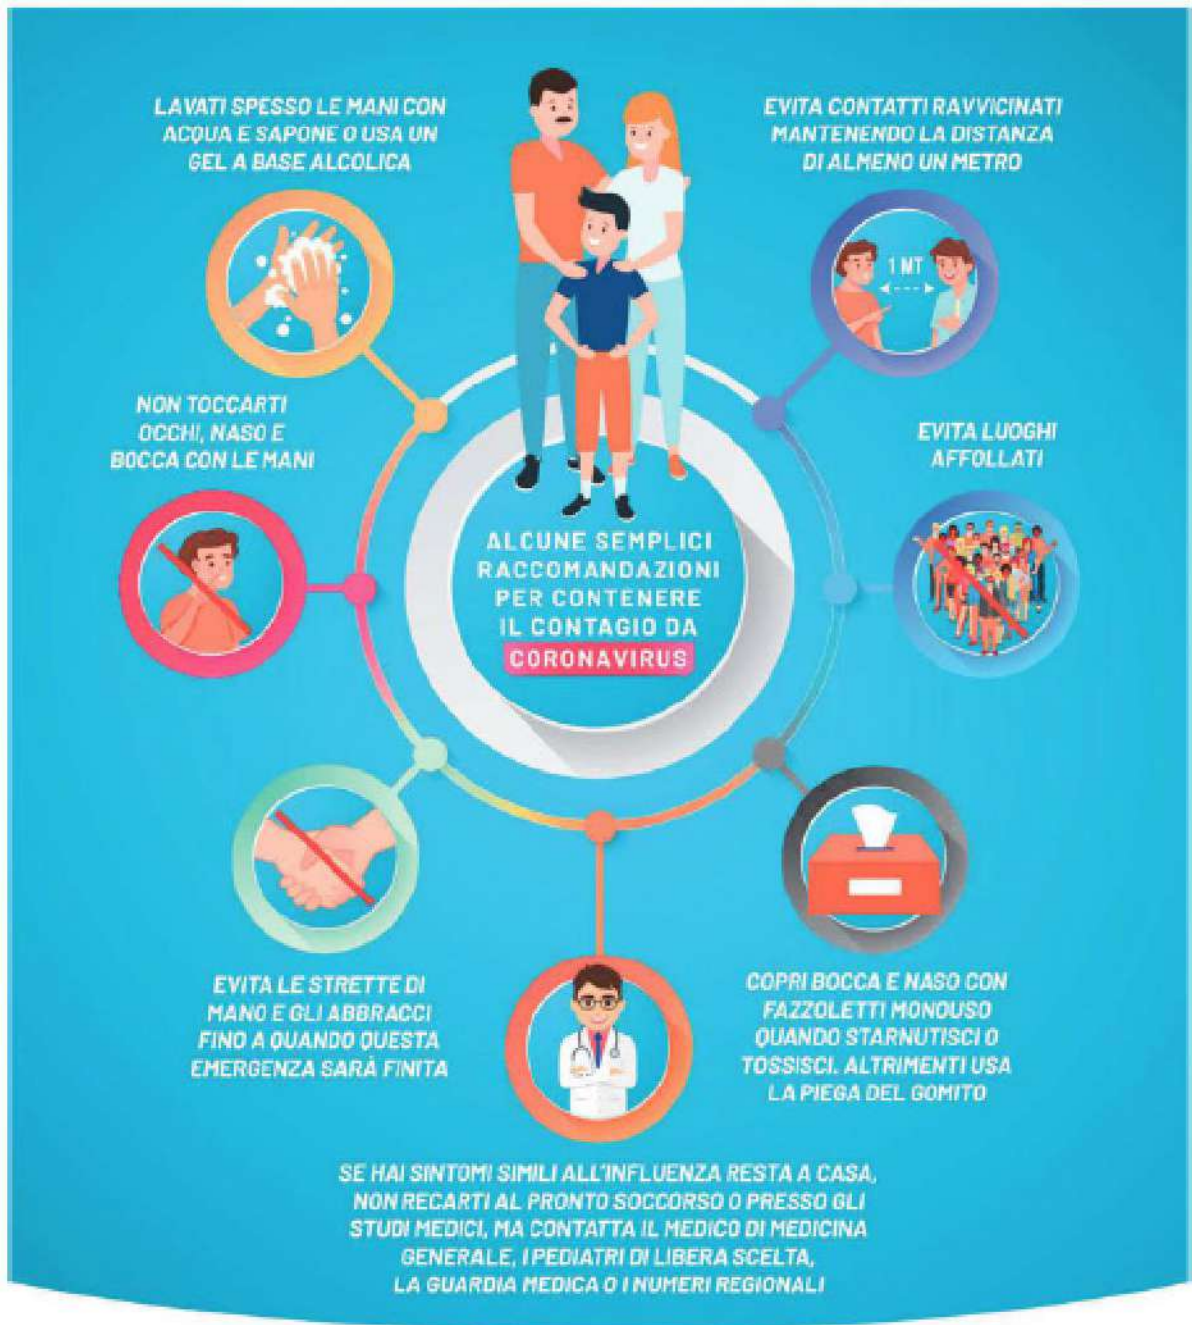 LAVATI SPESSO LE MANI CON
ACQUA E SAPONE O USA UN
GEL A BASE ALCOLICA
EVITA CONTATTI RAVVICINATI
MANTENENDO LA DISTANZA
DI ALMENO UN METRO
1 MT
NON TOCCARTI
OCCHI, NASO E
BOCCA CON LE MANI
EVITA LUOGHI
AFFOLLATI
ALCUNE SEMPLICI
RACCOMANDAZIONI
PER CONTENERE
IL CONTAGIO DA
CORONAVIRUS
EVITA LE STRETTE DI
MANO E GLI ABBRACCI
FINO A QUANDO QUESTA
EMERGENZA SARÀ FINITA
COPRI BOCCA E NASO CON
FAZZOLETTI MONOUSO
QUANDO STARNUTISCI O
TOSSISCI. ALTRIMENTI USA
LA PIEGA DEL GOMITO
SE HAI SINTOMI SIMILI ALL'INFLUENZA RESTA A CASA,
NON RECARTI AL PRONTO SOCCORSO O PRESSO GLI
STUDI MEDICI, MA CONTATTA IL MEDICO DI MEDICINA
GENERALE, I PEDIATRI DI LIBERA SCELTA,
LA GUARDIA MEDICA O I NUMERI REGIONALI